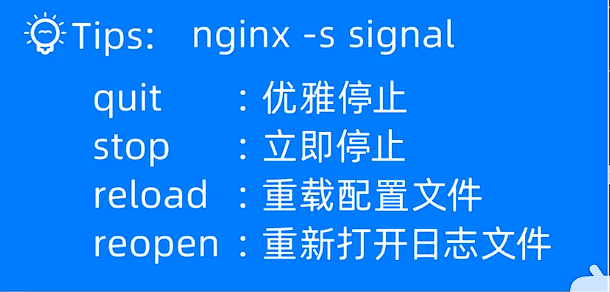 Tips: nginx -s signal
quit : 优雅停止
stop : 立即停止
reload : 重载配置文件
reopen : 重新打开日志文件